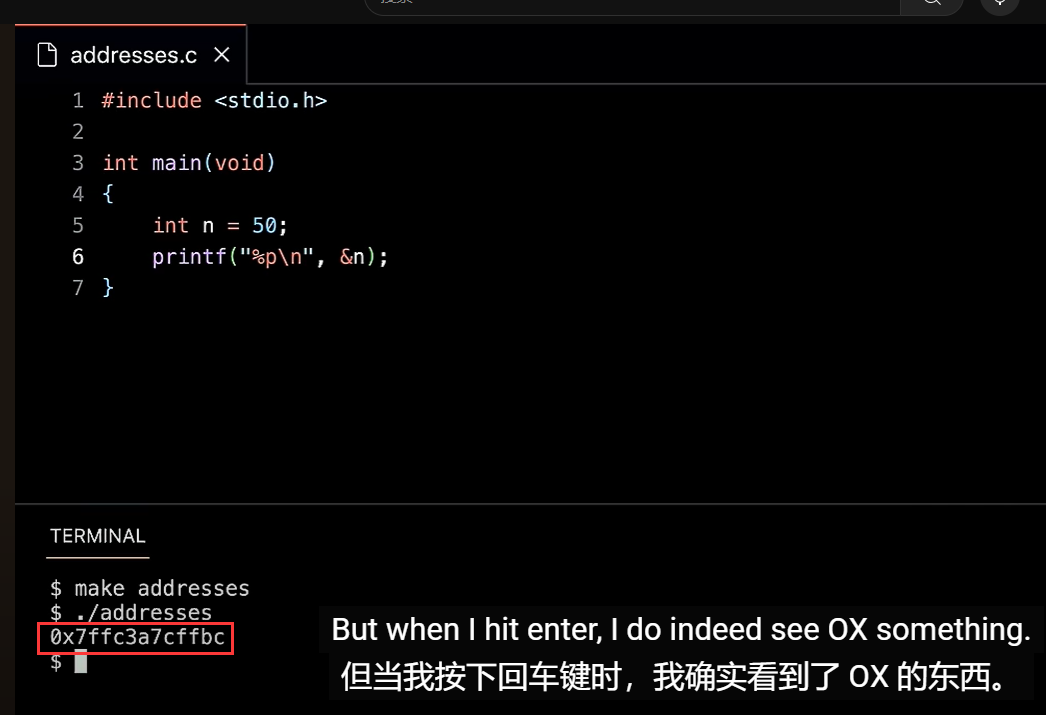 addresses.c
1 #include <stdio.h>
2
3 int main(void)
4 {
5     int n = 50;
6     printf("%p\n", &n);
7 }
TERMINAL
$ make addresses
$ ./addresses
0x7ffc3a7cffbc
$
But when I hit enter, I do indeed see OX something.
但当我按下回车键时，我确实看到了 OX 的东西。